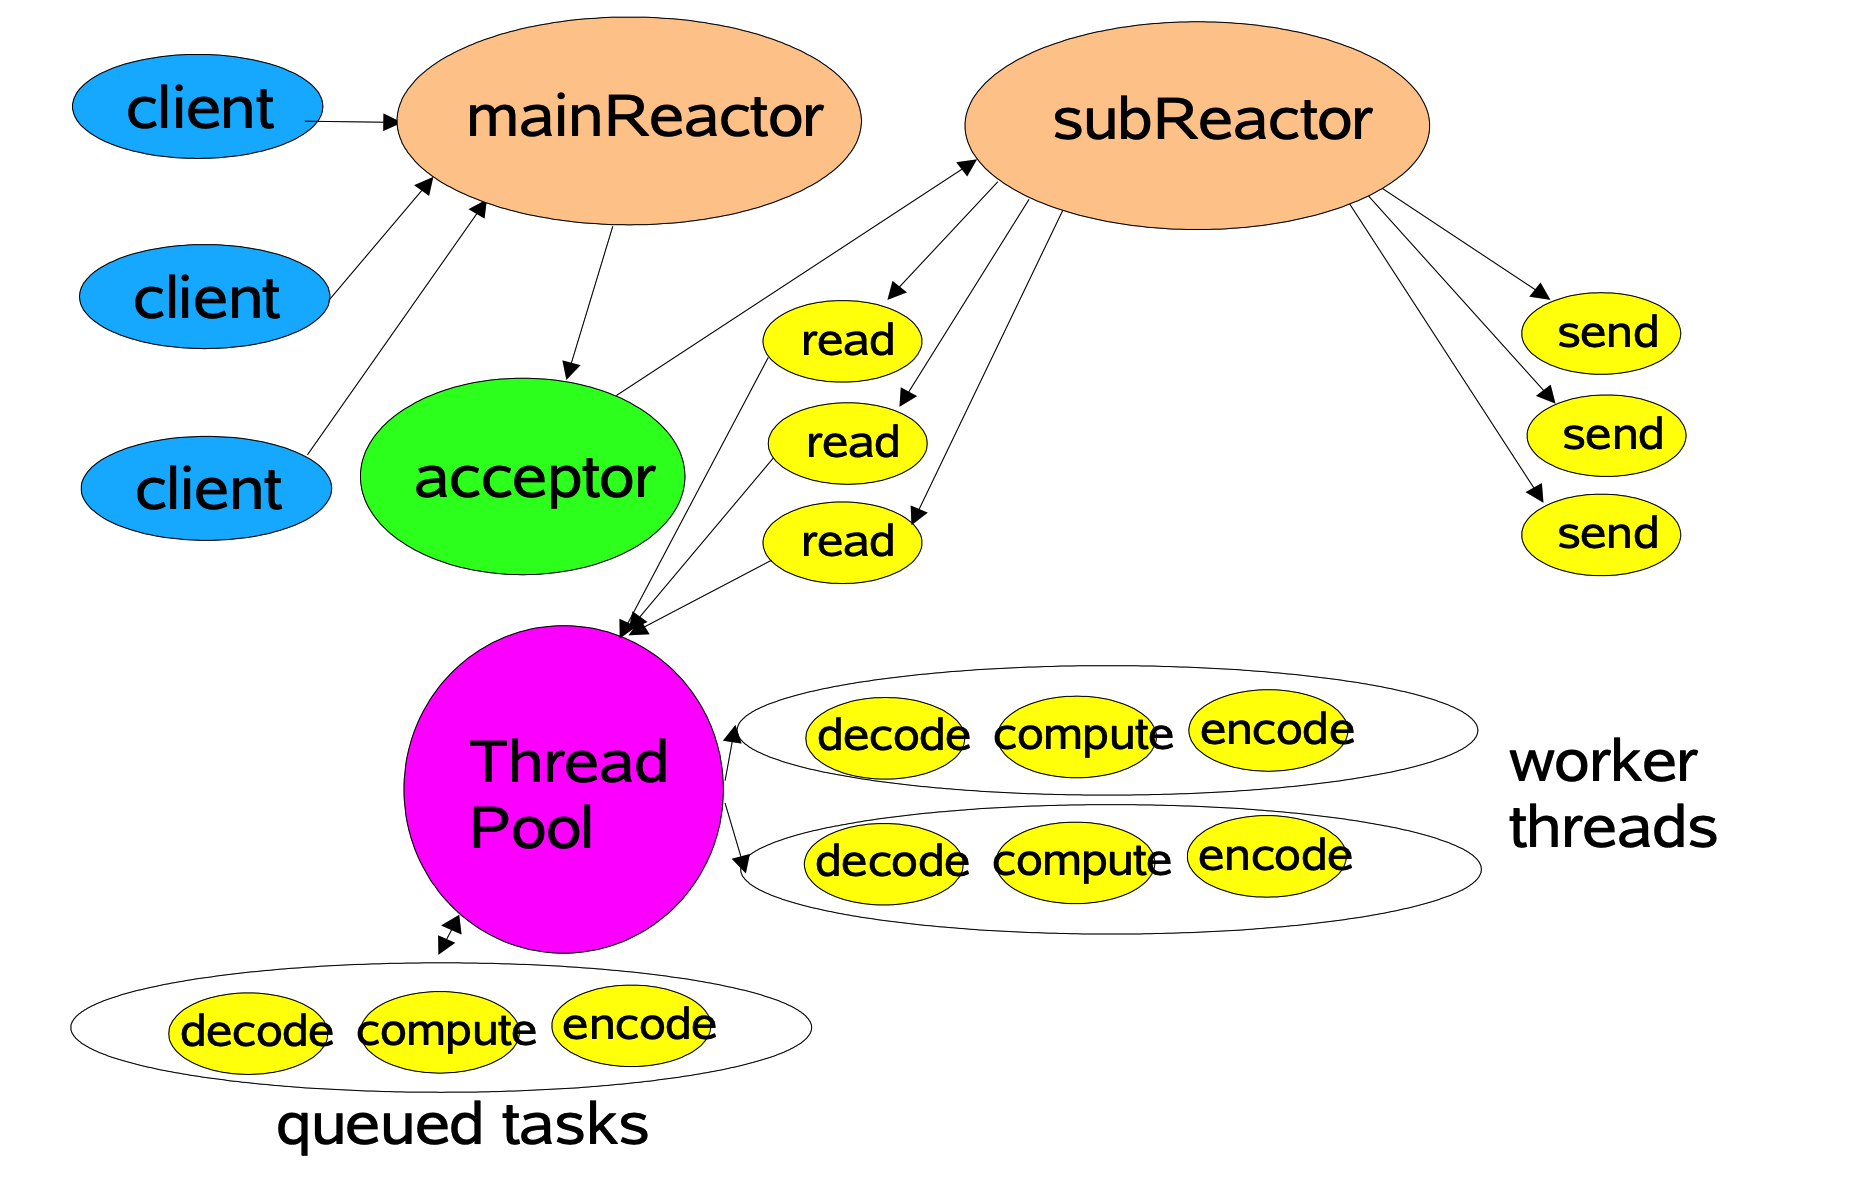 client
mainReactor
subReactor
client
read
send
client
acceptor
read
send
read
send
Thread
Pool
decode
compute
encode
worker
threads
decode
compute
encode
decode
compute
encode
queued tasks